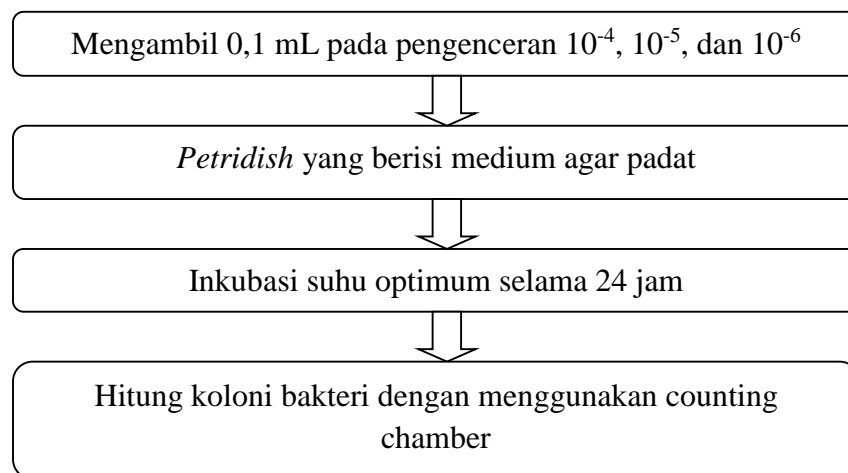 Mengambil 0,1 mL pada pengenceran 10⁻⁴, 10⁻⁵, dan 10⁻⁶
Petridish yang berisi medium agar padat
Inkubasi suhu optimum selama 24 jam
Hitung koloni bakteri dengan menggunakan counting
chamber